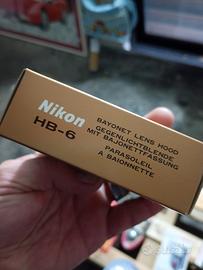 Nikon
HB-6
BAYONET LENS HOOD
GEGENLICHTBLENDE
MIT BAJONETTFASSUNG
PARASOLEIL
A BAIONNETTE